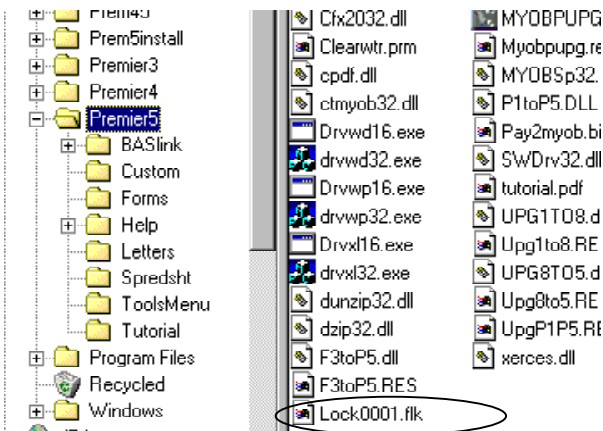 Prem45
Prem5install
Premier3
Premier4
Premier5
BASlink
Custom
Forms
Help
Letters
Spredsht
ToolsMenu
Tutorial
Program Files
Recycled
Windows
Cfx2032.dll
Clearwtr.prm
cpdf.dll
ctmyob32.dll
Drvwd16.exe
drvwd32.exe
Drvwp16.exe
drvwp32.exe
Drvxl16.exe
drvxl32.exe
dunzip32.dll
dzip32.dll
F3toP5.dll
F3toP5.RES
Lock0001.flk
MYOBPUPG
Myobpupg.re
MYOBSp32.
P1toP5.DLL
Pay2myob.bi
SWDrv32.dll
tutorial.pdf
UPG1TO8.d
Upg1to8.RE
UPG8TO5.d
Upg8to5.RE
UpgP1P5.RE
xerces.dll